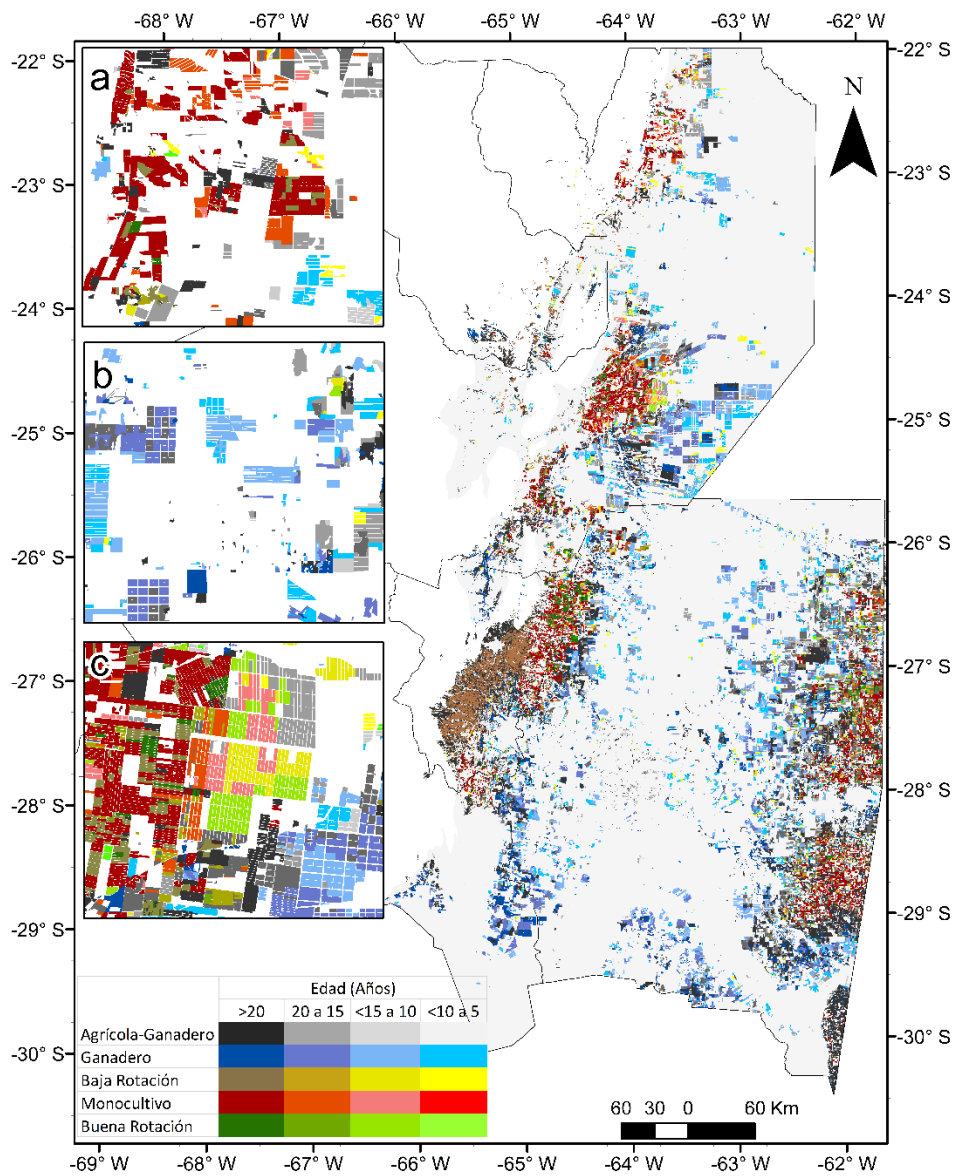 -68° W -67° W -66° W -65° W -64° W -63° W -62° W
-22° S -22° S
-23° S -23° S
-24° S -24° S
-25° S -25° S
-26° S -26° S
-27° S -27° S
-28° S -28° S
-29° S -29° S
-30° S -30° S
a
b
c
N
Edad (Años)
>20 20 a 15 <15 a 10 <10 a 5
Agrícola-Ganadero
Ganadero
Baja Rotación
Monocultivo
Buena Rotación
60 30 0 60 Km
-69° W -68° W -67° W -66° W -65° W -64° W -63° W -62° W